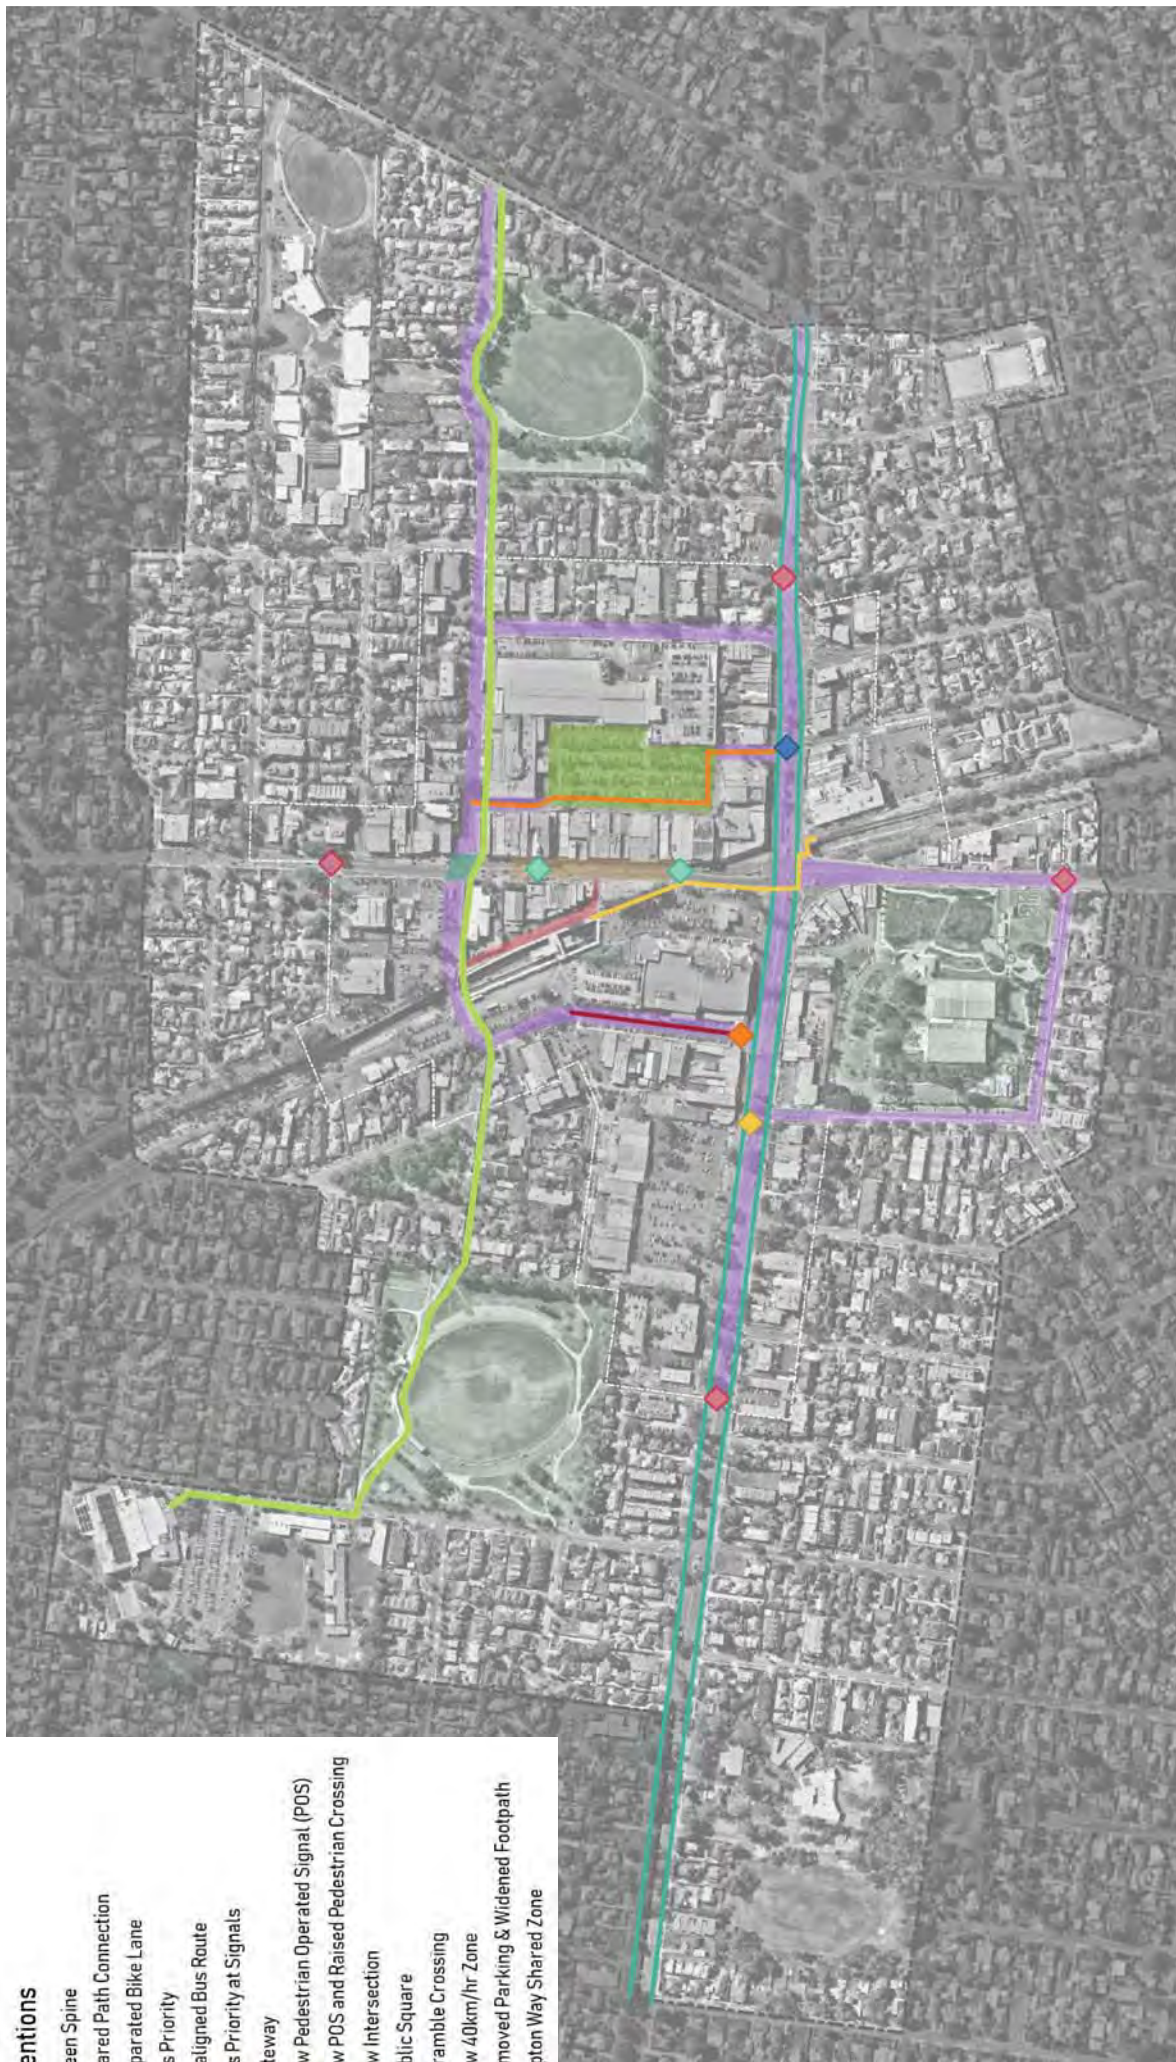 entions
een Spine
ared Path Connection
parated Bike Lane
s Priority
aligned Bus Route
s Priority at Signals
teway
w Pedestrian Operated Signal (POS)
w POS and Raised Pedestrian Crossing
w Intersection
blic Square
ramble Crossing
w 40km/hr Zone
moved Parking & Widened Footpath
pton Way Shared Zone